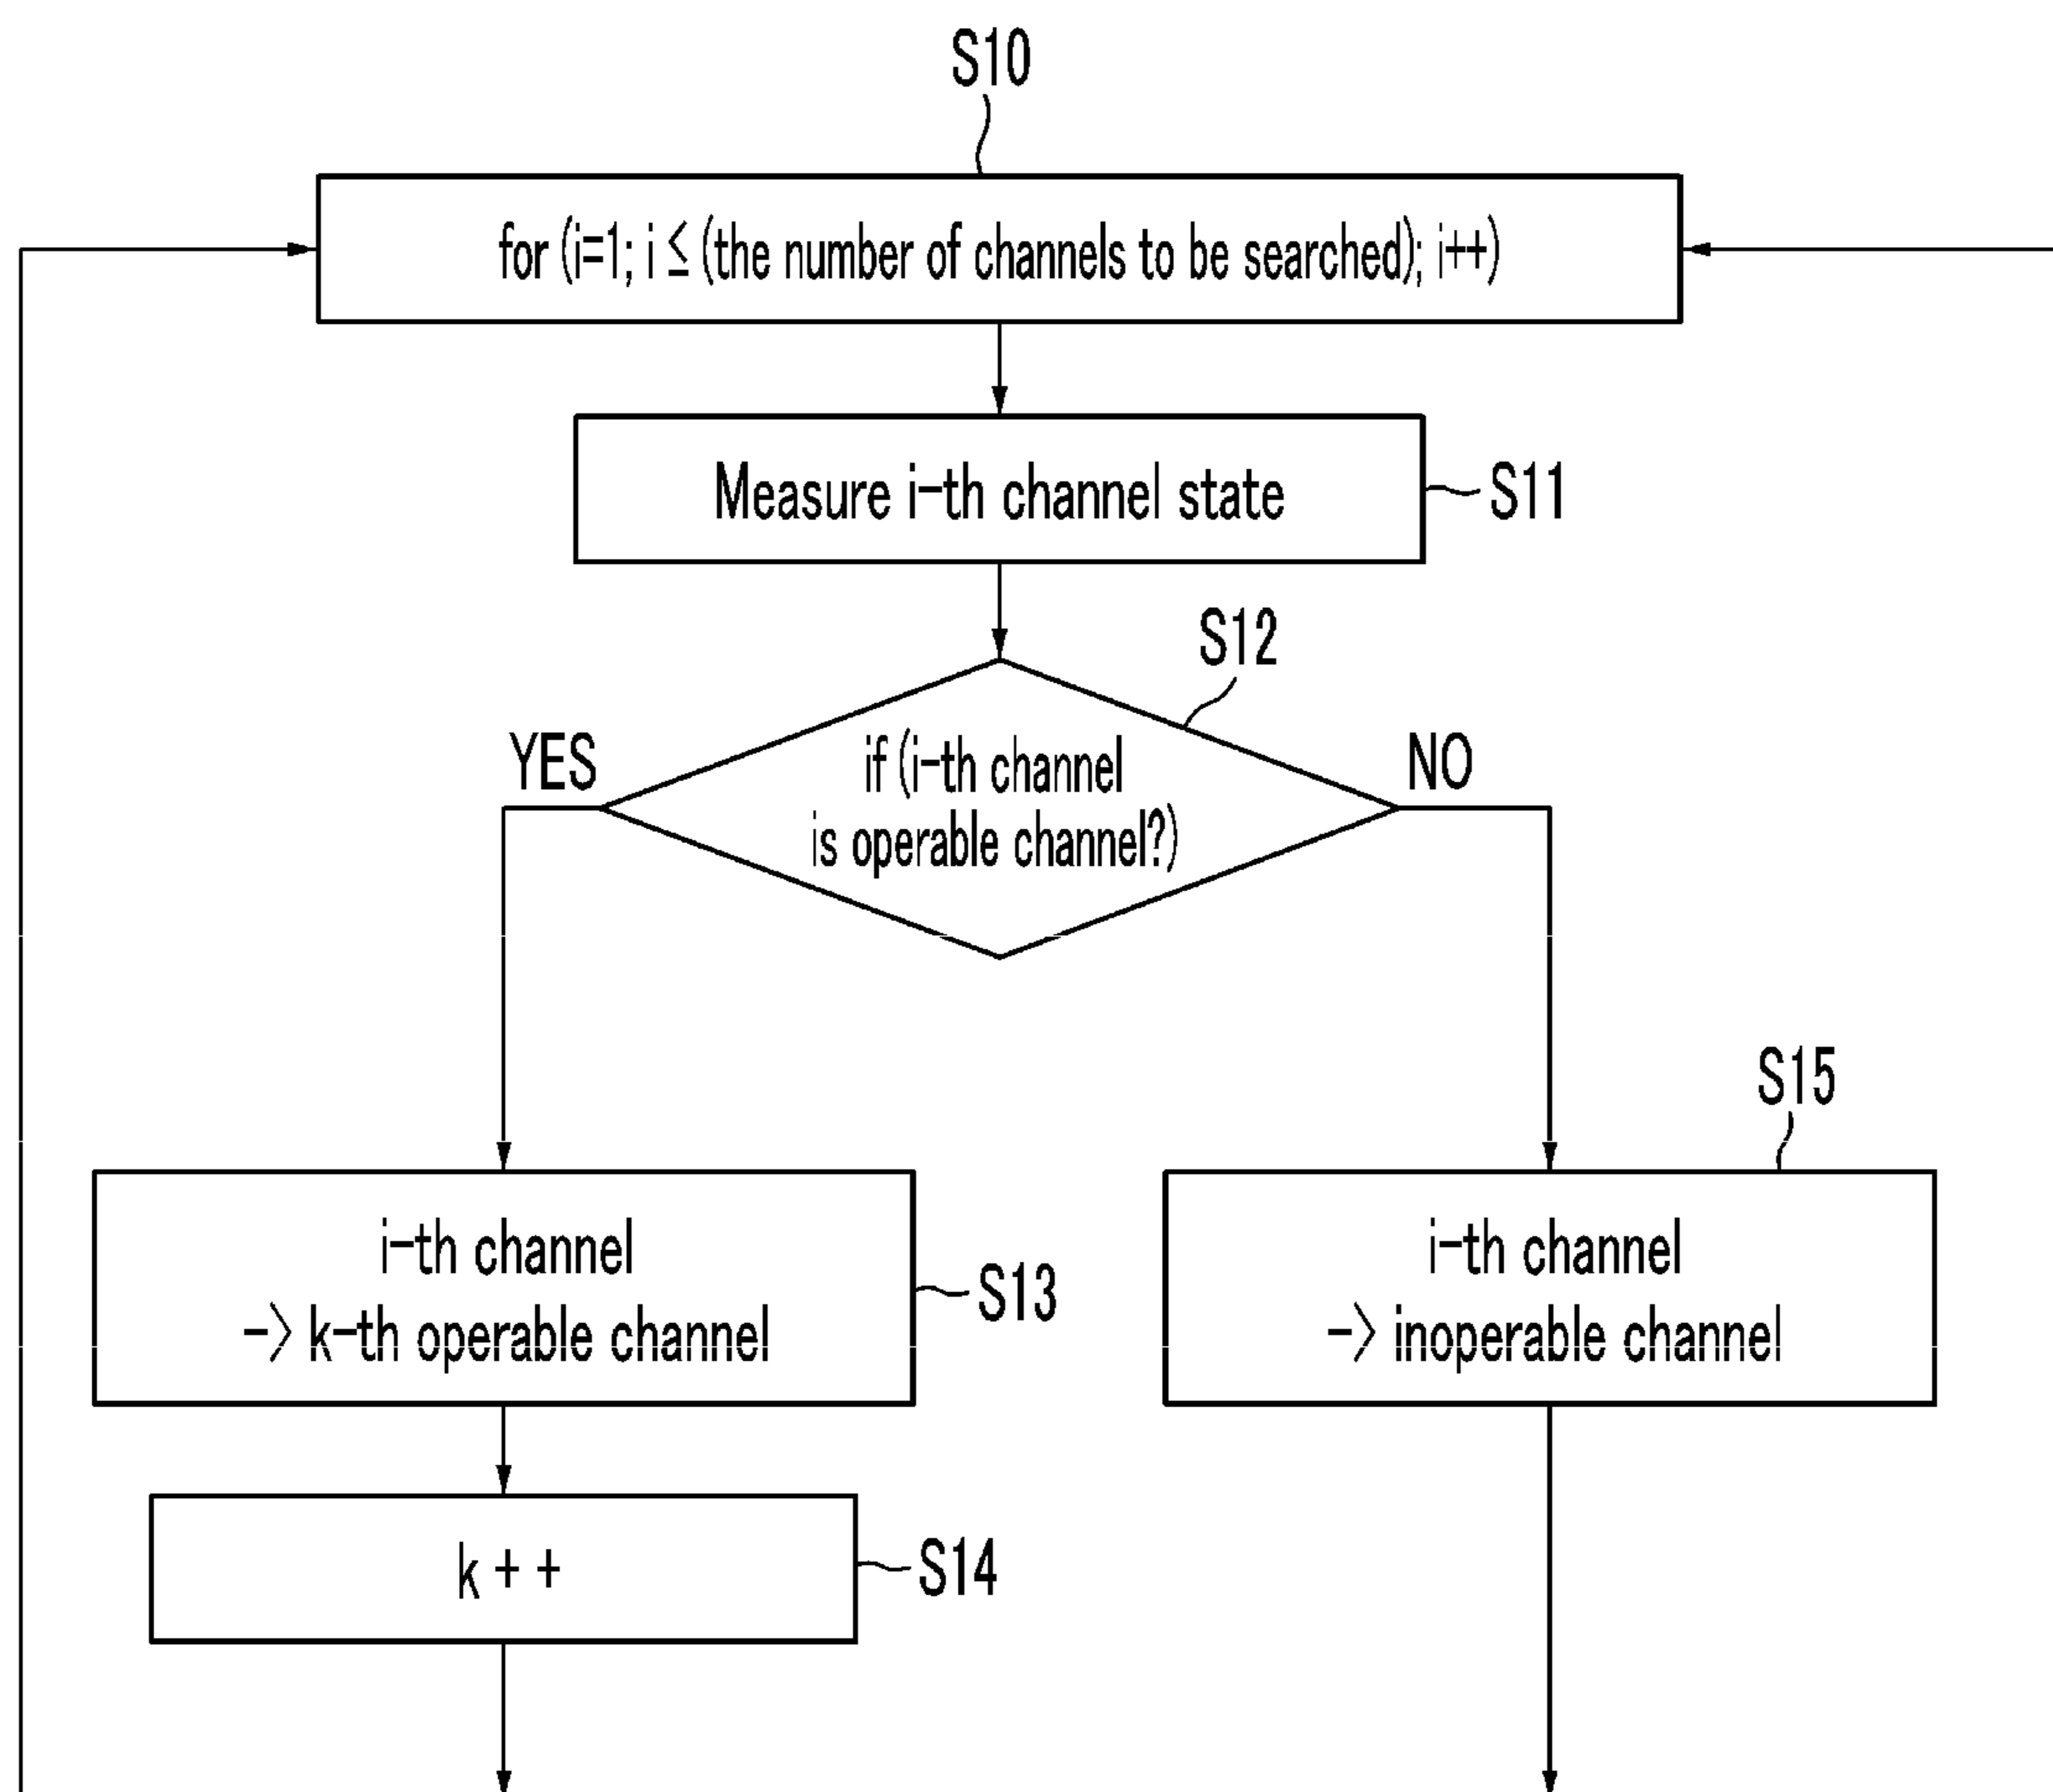 S10
for (i=1; i ≤ (the number of channels to be searched); i++)
Measure i-th channel state
S11
S12
YES
if (i-th channel
is operable channel?)
NO
S15
i-th channel
-> k-th operable channel
S13
i-th channel
-> inoperable channel
k + +
S14